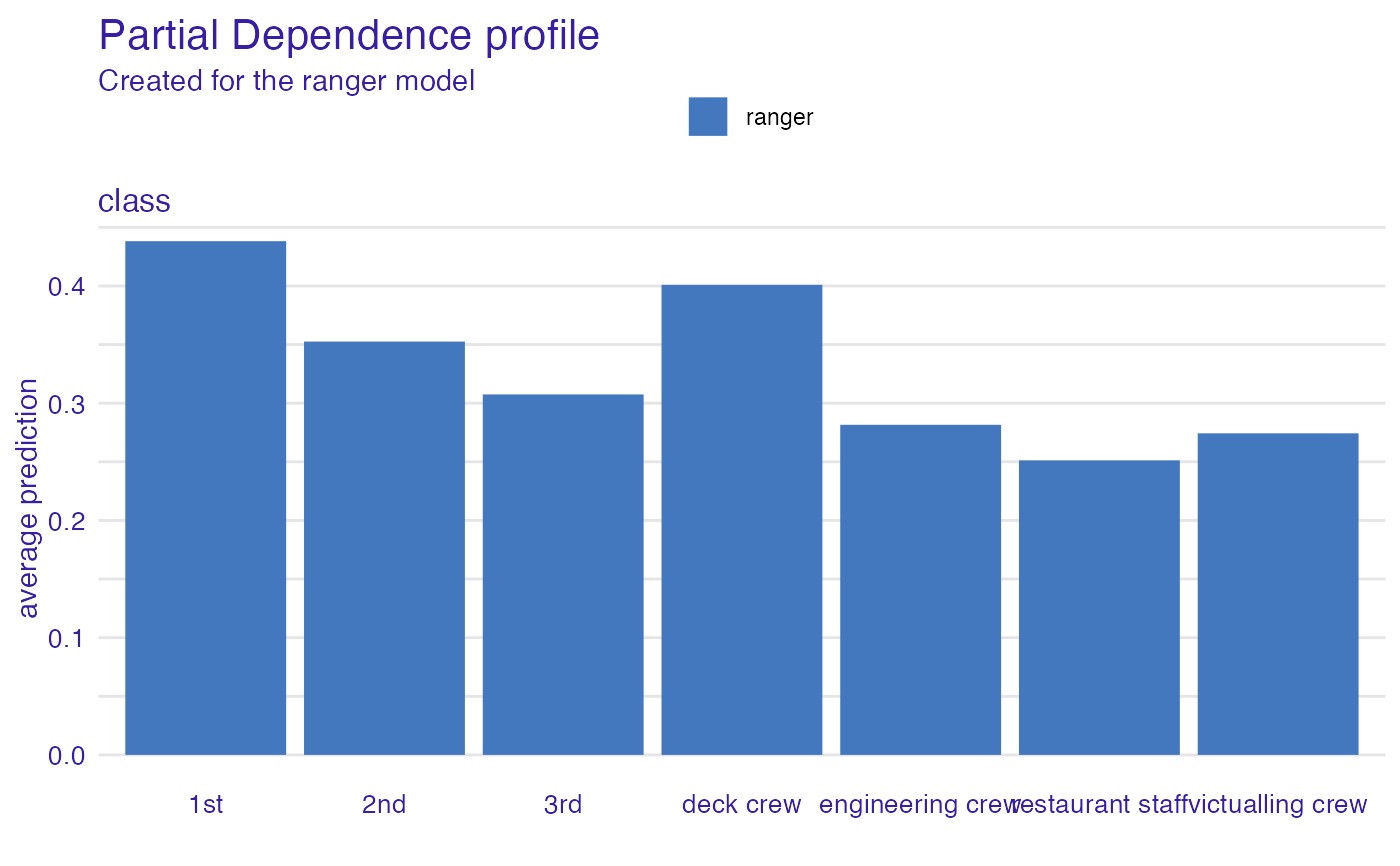 Partial Dependence profile
Created for the ranger model
ranger
class
average prediction
0.4
0.3
0.2
0.1
0.0
1st 2nd 3rd deck crew engineering crew restaurant staff victualling crew